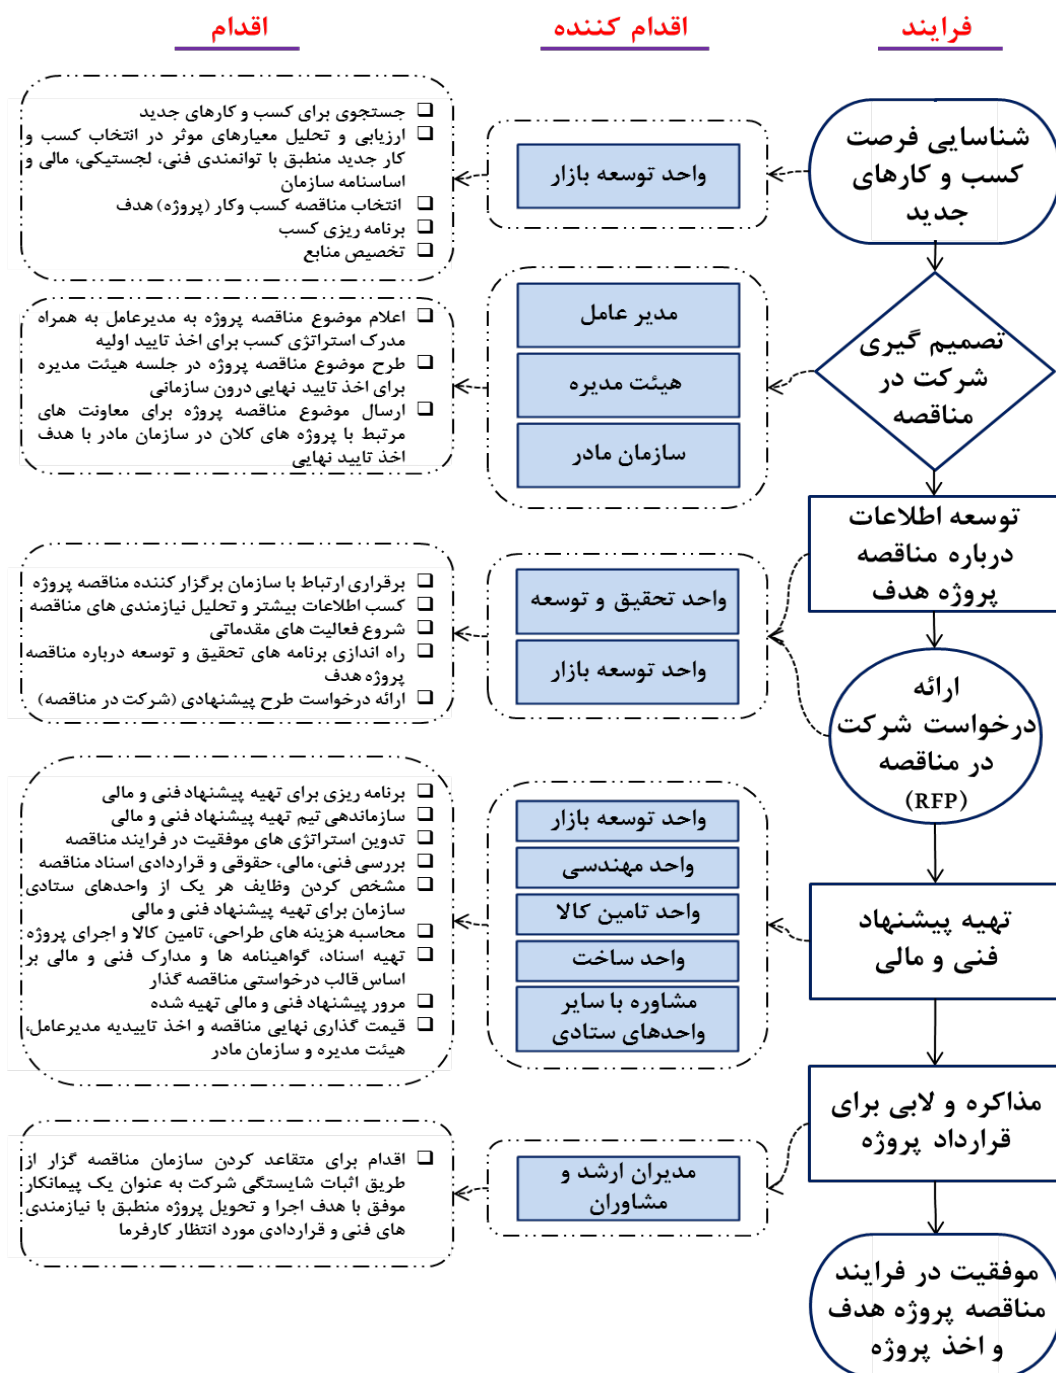 فرایند
اقدام کننده
اقدام
شناسایی فرصت
کسب و کارهای
جدید
واحد توسعه بازار
❑ جستجوی برای کسب و کارهای جدید
❑ ارزیابی و تحلیل معیارهای موثر در انتخاب کسب و
کار جدید منطبق با توانمندی فنی، لجستیکی، مالی و
اساسنامه سازمان
❑ انتخاب مناقصه کسب وکار (پروژه) هدف
❑ برنامه ریزی کسب
❑ تخصیص منابع
تصمیم گیری
شرکت در
مناقصه
مدیر عامل
هیئت مدیره
سازمان مادر
❑ اعلام موضوع مناقصه پروژه به مدیرعامل به همراه
مدرک استراتژی کسب برای اخذ تایید اولیه
❑ طرح موضوع مناقصه پروژه در جلسه هیئت مدیره
برای اخذ تایید نهایی درون سازمانی
❑ ارسال موضوع مناقصه پروژه برای معاونت های
مرتبط با پروژه های کلان در سازمان مادر با هدف
اخذ تایید نهایی
توسعه اطلاعات
درباره مناقصه
پروژه هدف
ارائه
درخواست شرکت
در مناقصه
(RFP)
واحد تحقیق و توسعه
واحد توسعه بازار
❑ برقراری ارتباط با سازمان برگزار کننده مناقصه پروژه
❑ کسب اطلاعات بیشتر و تحلیل نیازمندی های مناقصه
❑ شروع فعالیت های مقدماتی
❑ راه اندازی برنامه های تحقیق و توسعه درباره مناقصه
پروژه هدف
❑ ارائه درخواست طرح پیشنهادی (شرکت در مناقصه)
تهیه پیشنهاد
فنی و مالی
واحد توسعه بازار
واحد مهندسی
واحد تامین کالا
واحد ساخت
مشاوره با سایر
واحدهای ستادی
❑ برنامه ریزی برای تهیه پیشنهاد فنی و مالی
❑ سازماندهی تیم تهیه پیشنهاد فنی و مالی
❑ تدوین استراتژی های موفقیت در فرایند مناقصه
❑ بررسی فنی، مالی، حقوقی و قراردادی اسناد مناقصه
❑ مشخص کردن وظایف هر یک از واحدهای ستادی
سازمان برای تهیه پیشنهاد فنی و مالی
❑ محاسبه هزینه های طراحی، تامین کالا و اجرای پروژه
❑ تهیه اسناد، گواهینامه ها و مدارک فنی و مالی بر
اساس قالب درخواستی مناقصه گذار
❑ مرور پیشنهاد فنی و مالی تهیه شده
❑ قیمت گذاری نهایی مناقصه و اخذ تاییدیه مدیرعامل،
هیئت مدیره و سازمان مادر
مذاکره و لابی برای
قرارداد پروژه
مدیران ارشد و
مشاوران
❑ اقدام برای متقاعد کردن سازمان مناقصه گزار از
طریق اثبات شایستگی شرکت به عنوان یک پیمانکار
موفق با هدف اجرا و تحویل پروژه منطبق با نیازمندی
های فنی و قراردادی مورد انتظار کارفرما
موفقیت در فرایند
مناقصه پروژه هدف
و اخذ پروژه